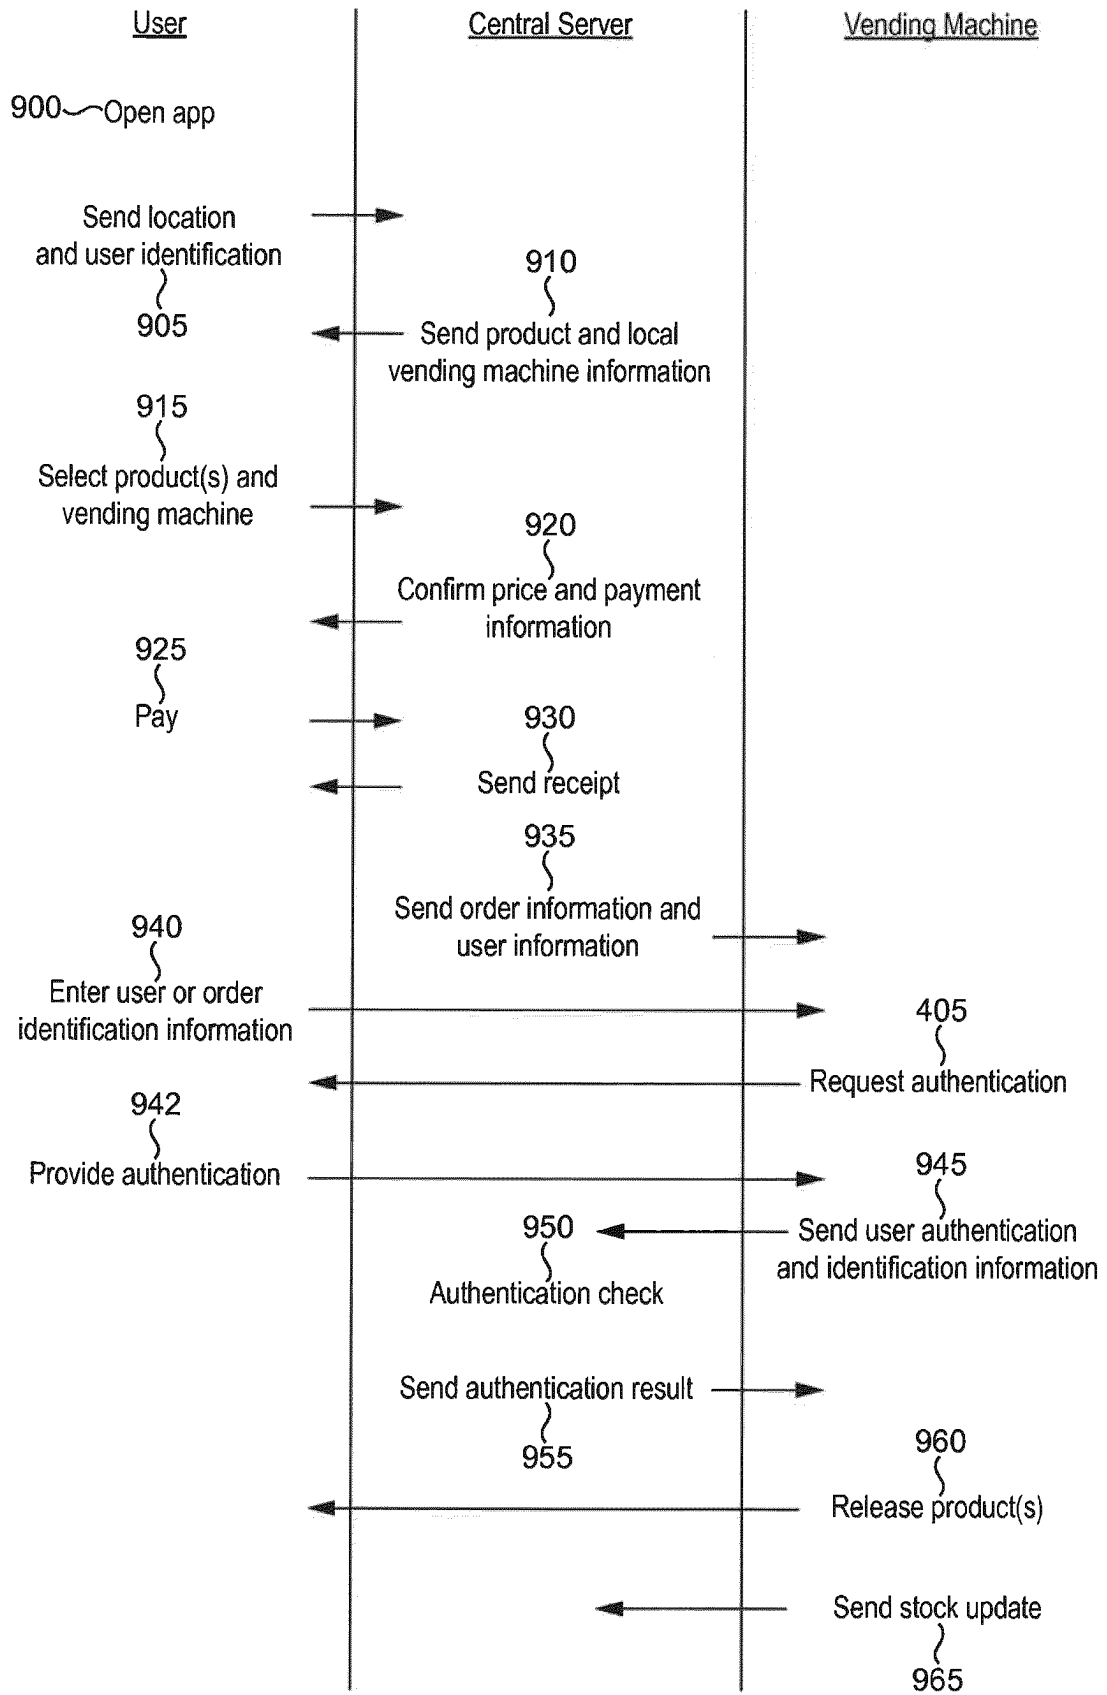 User
Central Server
Vending Machine
900 Open app
Send location
and user identification
905
910
Send product and local
vending machine information
915
Select product(s) and
vending machine
920
Confirm price and payment
information
925
Pay
930
Send receipt
935
Send order information and
user information
940
Enter user or order
identification information
405
Request authentication
942
Provide authentication
945
Send user authentication
and identification information
950
Authentication check
Send authentication result
955
960
Release product(s)
Send stock update
965